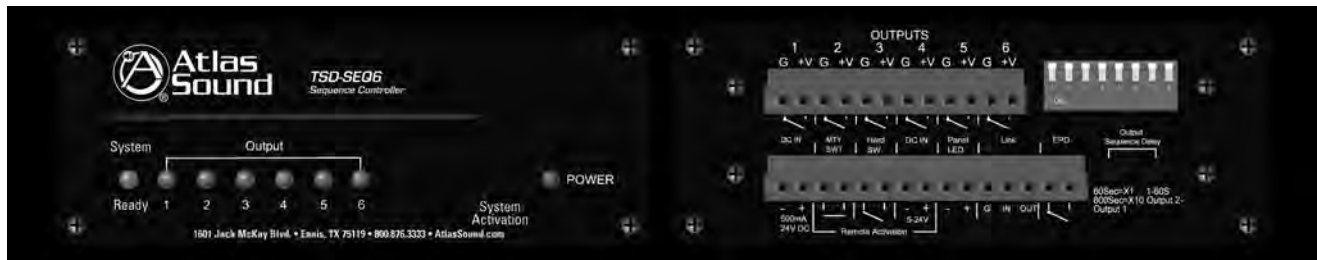 Atlas
Sound
®
TSD-SEQ6
Sequence Controller
System
Output
Ready 1 2 3 4 5 6
POWER
System
Activation
1601 Jack McKay Blvd. • Ennis, TX 75119 • 800.876.3333 • AtlasSound.com
OUTPUTS
1 2 3 4 5 6
G +V G +V G +V G +V G +V G +V
DC IN MTY SW1 Hard SW DC IN Panel LED Link EPO
Output
Sequence Delay
- + - + - + G IN OUT
500mA
24V DC
5-24V
Remote Activation
60Sec=X1 1-60S
600Sec=X10 Output 2-
Output 1